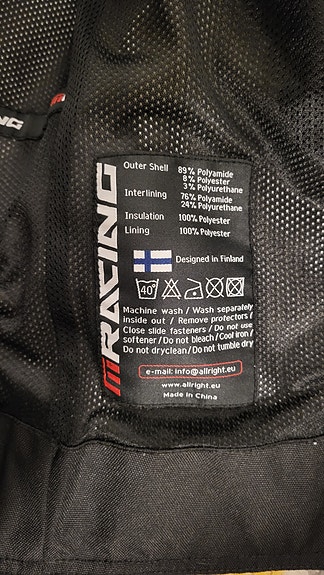 NG
MRACING
Outer Shell 89% Polyamide
8% Polyester
3% Polyurethane
Interlining 76% Polyamide
24% Polyurethane
Insulation 100% Polyester
Lining 100% Polyester
Designed in Finland
40°
Machine wash / Wash separately
inside out / Remove protectors /
Close slide fasteners / Do not use
softener / Do not bleach / Cool iron /
Do not dryclean / Do not tumble dry
e-mail: info@allright.eu
www.allright.eu
Made in China